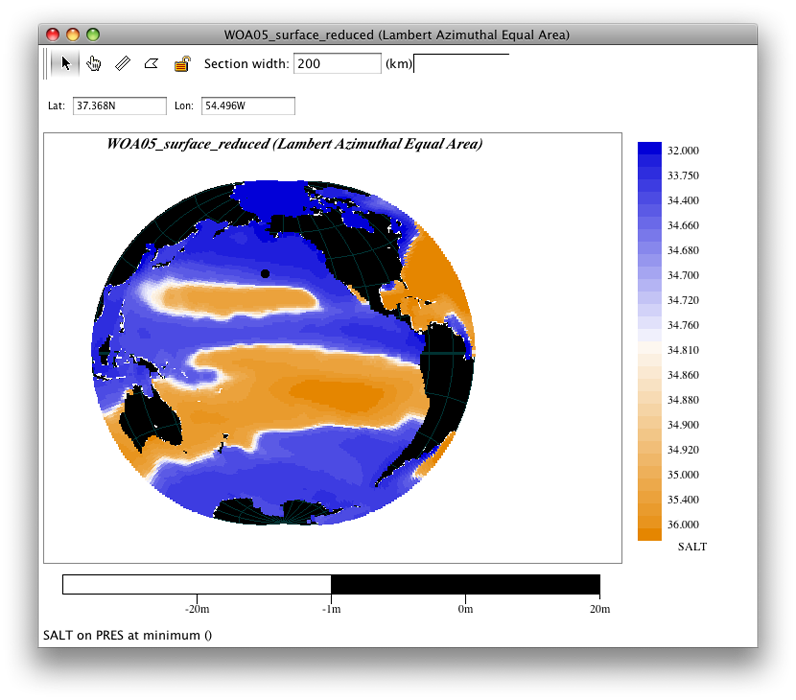 WOA05_surface_reduced (Lambert Azimuthal Equal Area)
Section width: 200 (km)
Lat: 37.368N Lon: 54.496W
WOA05_surface_reduced (Lambert Azimuthal Equal Area)
32.000
33.750
34.400
34.660
34.680
34.700
34.720
34.760
34.810
34.860
34.880
34.900
34.920
35.000
35.400
36.000
SALT
-20m -1m 0m 20m
SALT on PRES at minimum ()